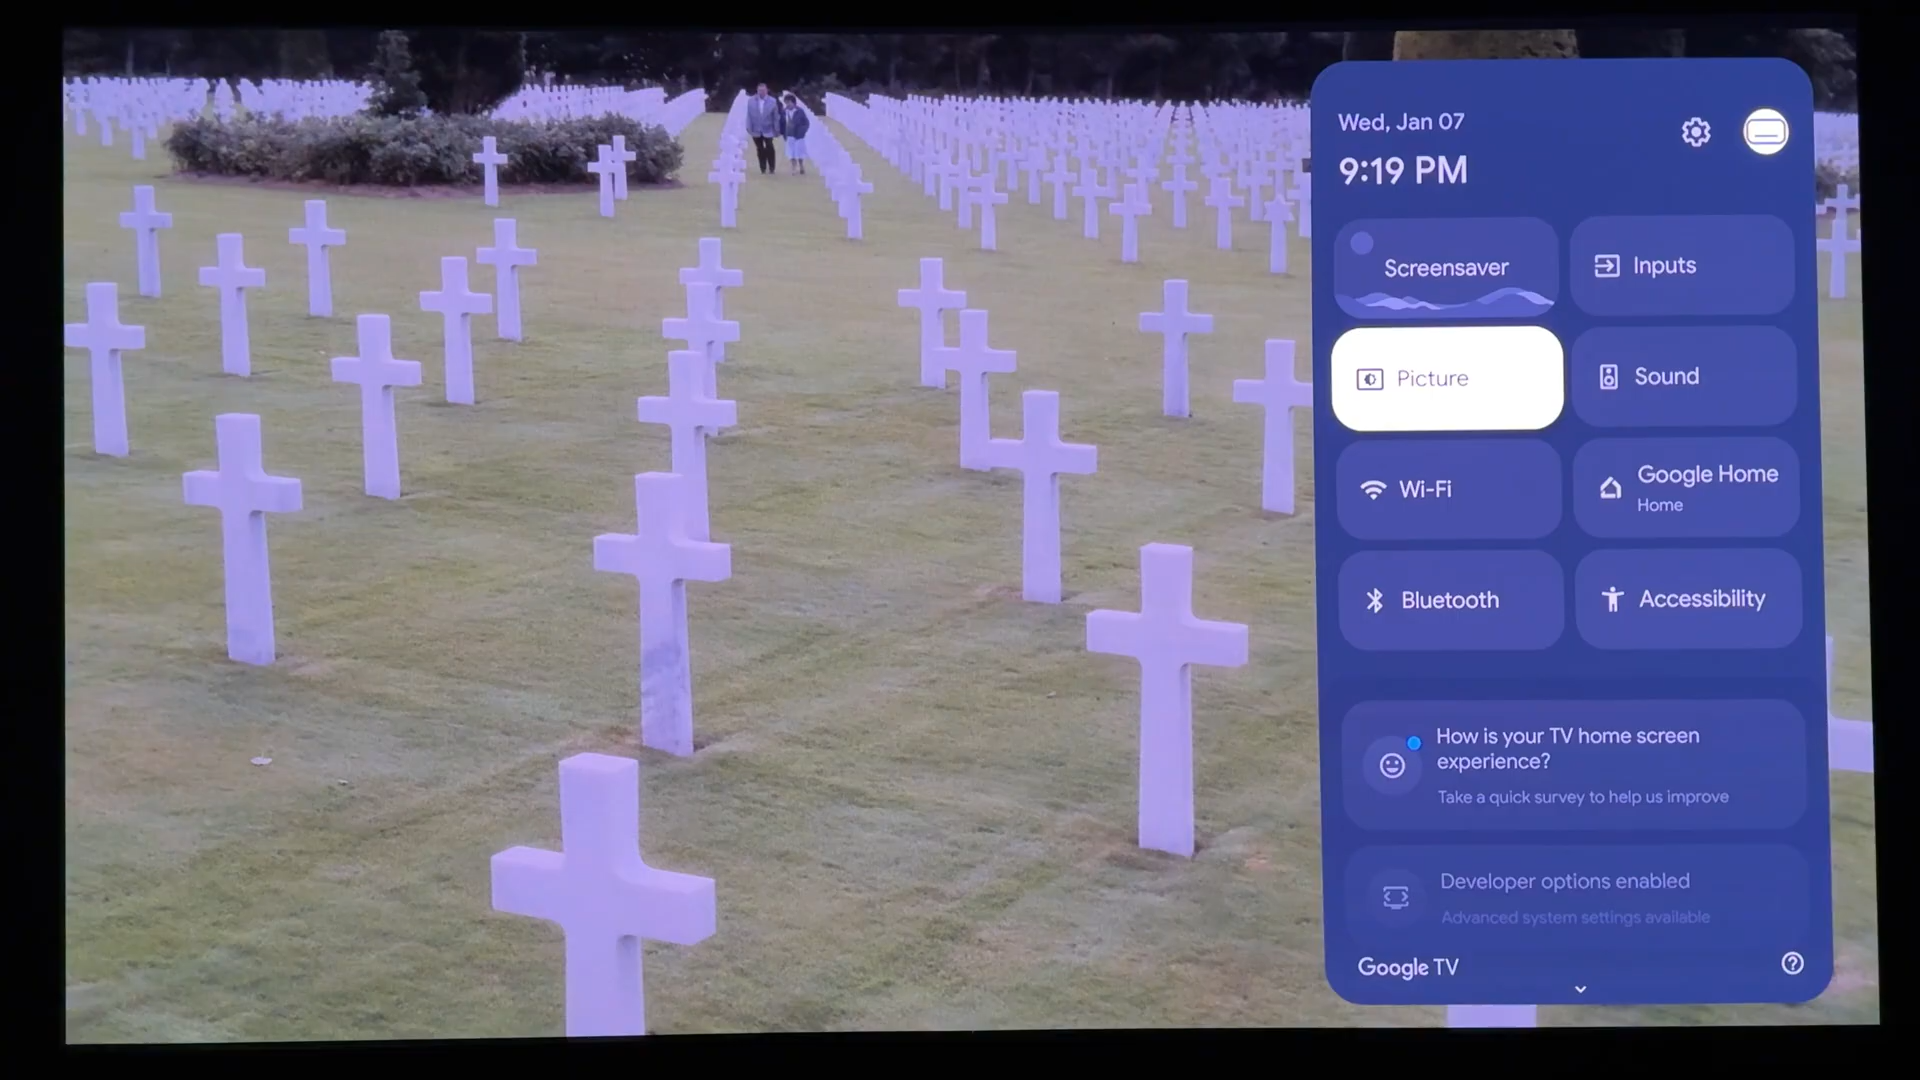 Wed, Jan 07
9:19 PM
Screensaver
Inputs
Picture
Sound
Wi-Fi
Google Home
Home
Bluetooth
Accessibility
How is your TV home screen
experience?
Take a quick survey to help us improve
Developer options enabled
Advanced system settings available
Google TV